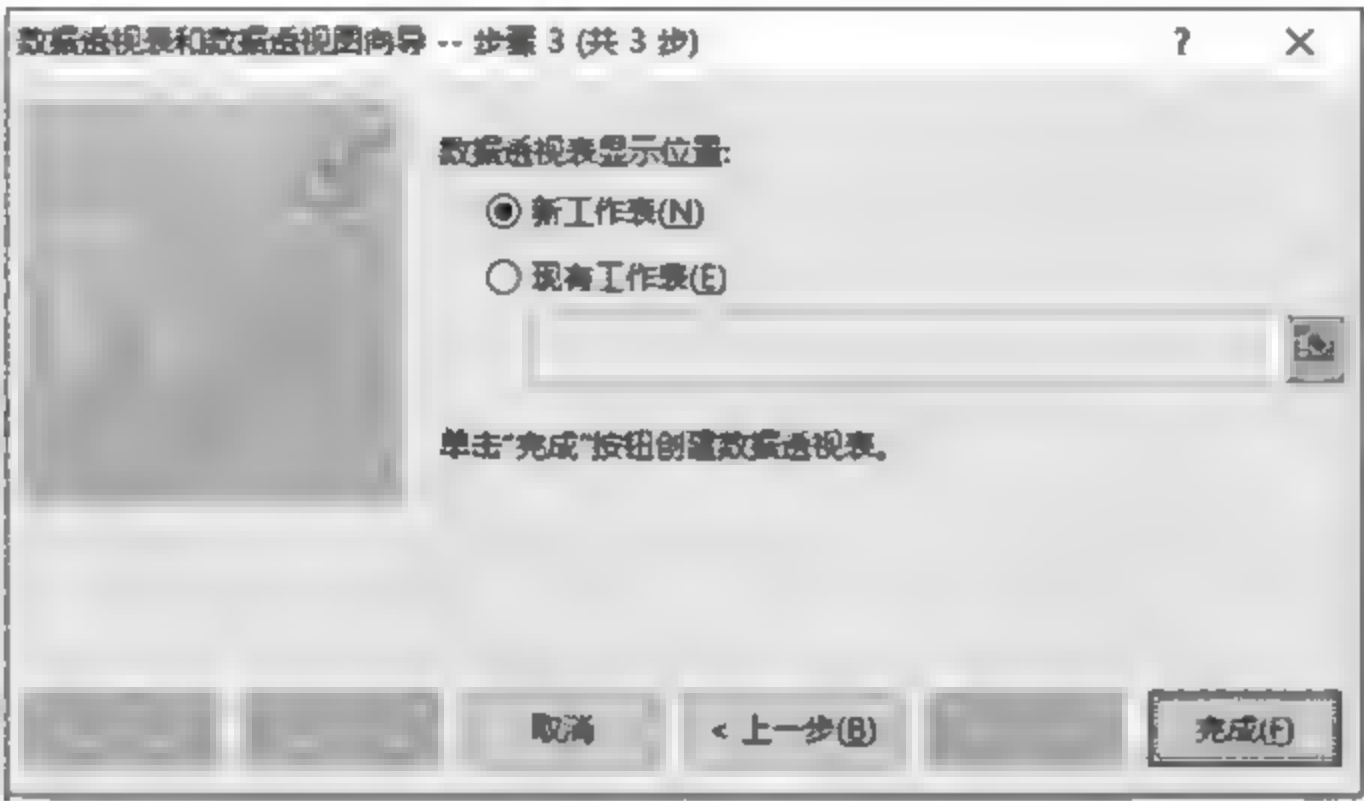 数据透视表和数据透视图向导 -- 步骤 3 (共 3 步)
?
数据透视表显示位置:
新工作表(N)
现有工作表(E)
单击“完成”按钮创建数据透视表。
取消
< 上一步(B)
完成(F)